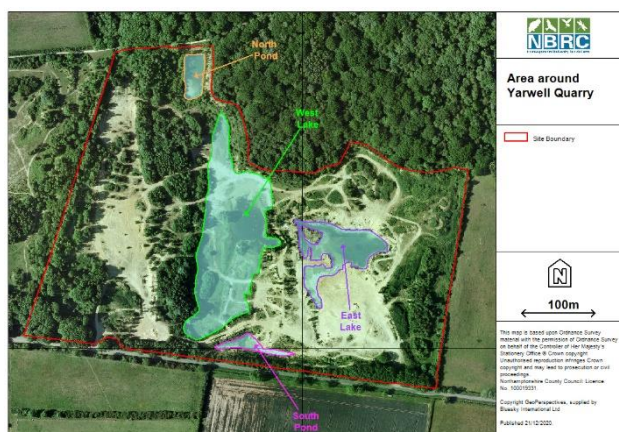 North
Pond
West
Lake
East
Lake
South
Pond
NBRC
Area around
Yarwell Quarry
Site Boundary
N
100m
This map is based upon Ordnance Survey
material with the permission of Ordnance Survey
on behalf of the Controller of Her Majesty's
Stationery Office © Crown copyright.
Unauthorised reproduction infringes Crown
copyright and may lead to prosecution or civil
proceedings.
Northamptonshire County Council: Licence
No. 100019331
Copyright GeoPerspectives, supplied by
Bluesky International Ltd
Published 21/12/2020